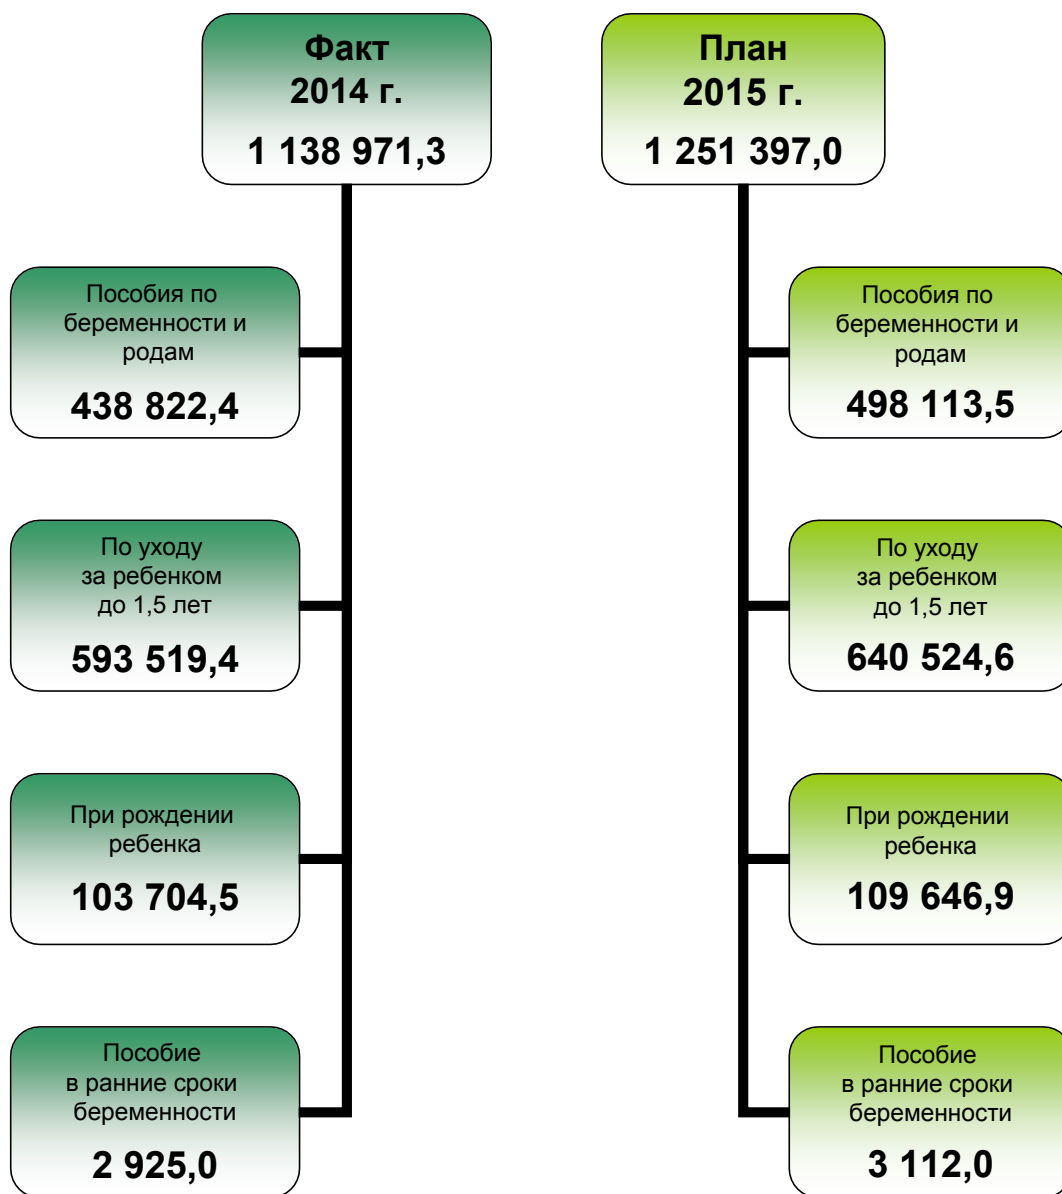 Факт
2014 г.
1 138 971,3
Пособия по
беременности и
родам
438 822,4
По уходу
за ребенком
до 1,5 лет
593 519,4
При рождении
ребенка
103 704,5
Пособие
в ранние сроки
беременности
2 925,0
План
2015 г.
1 251 397,0
Пособия по
беременности и
родам
498 113,5
По уходу
за ребенком
до 1,5 лет
640 524,6
При рождении
ребенка
109 646,9
Пособие
в ранние сроки
беременности
3 112,0